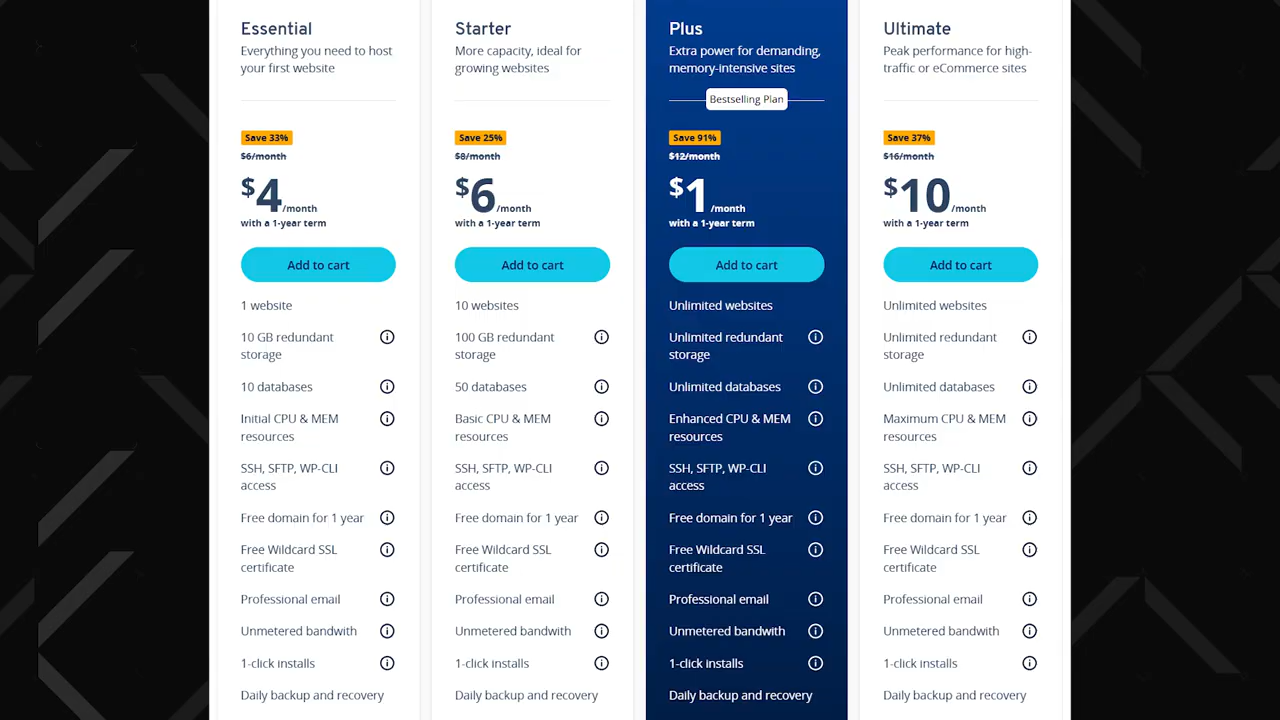 Essential
Everything you need to host
your first website
Save 33%
$6/month
$4/month
with a 1-year term
Add to cart
1 website
10 GB redundant
storage
10 databases
Initial CPU & MEM
resources
SSH, SFTP, WP-CLI
access
Free domain for 1 year
Free Wildcard SSL
certificate
Professional email
Unmetered bandwith
1-click installs
Daily backup and recovery
Starter
More capacity, ideal for
growing websites
Save 25%
$8/month
$6/month
with a 1-year term
Add to cart
10 websites
100 GB redundant
storage
50 databases
Basic CPU & MEM
resources
SSH, SFTP, WP-CLI
access
Free domain for 1 year
Free Wildcard SSL
certificate
Professional email
Unmetered bandwith
1-click installs
Daily backup and recovery
Plus
Extra power for demanding,
memory-intensive sites
Bestselling Plan
Save 91%
$12/month
$1/month
with a 1-year term
Add to cart
Unlimited websites
Unlimited redundant
storage
Unlimited databases
Enhanced CPU & MEM
resources
SSH, SFTP, WP-CLI
access
Free domain for 1 year
Free Wildcard SSL
certificate
Professional email
Unmetered bandwith
1-click installs
Daily backup and recovery
Ultimate
Peak performance for high-
traffic or eCommerce sites
Save 37%
$16/month
$10/month
with a 1-year term
Add to cart
Unlimited websites
Unlimited redundant
storage
Unlimited databases
Maximum CPU & MEM
resources
SSH, SFTP, WP-CLI
access
Free domain for 1 year
Free Wildcard SSL
certificate
Professional email
Unmetered bandwith
1-click installs
Daily backup and recovery